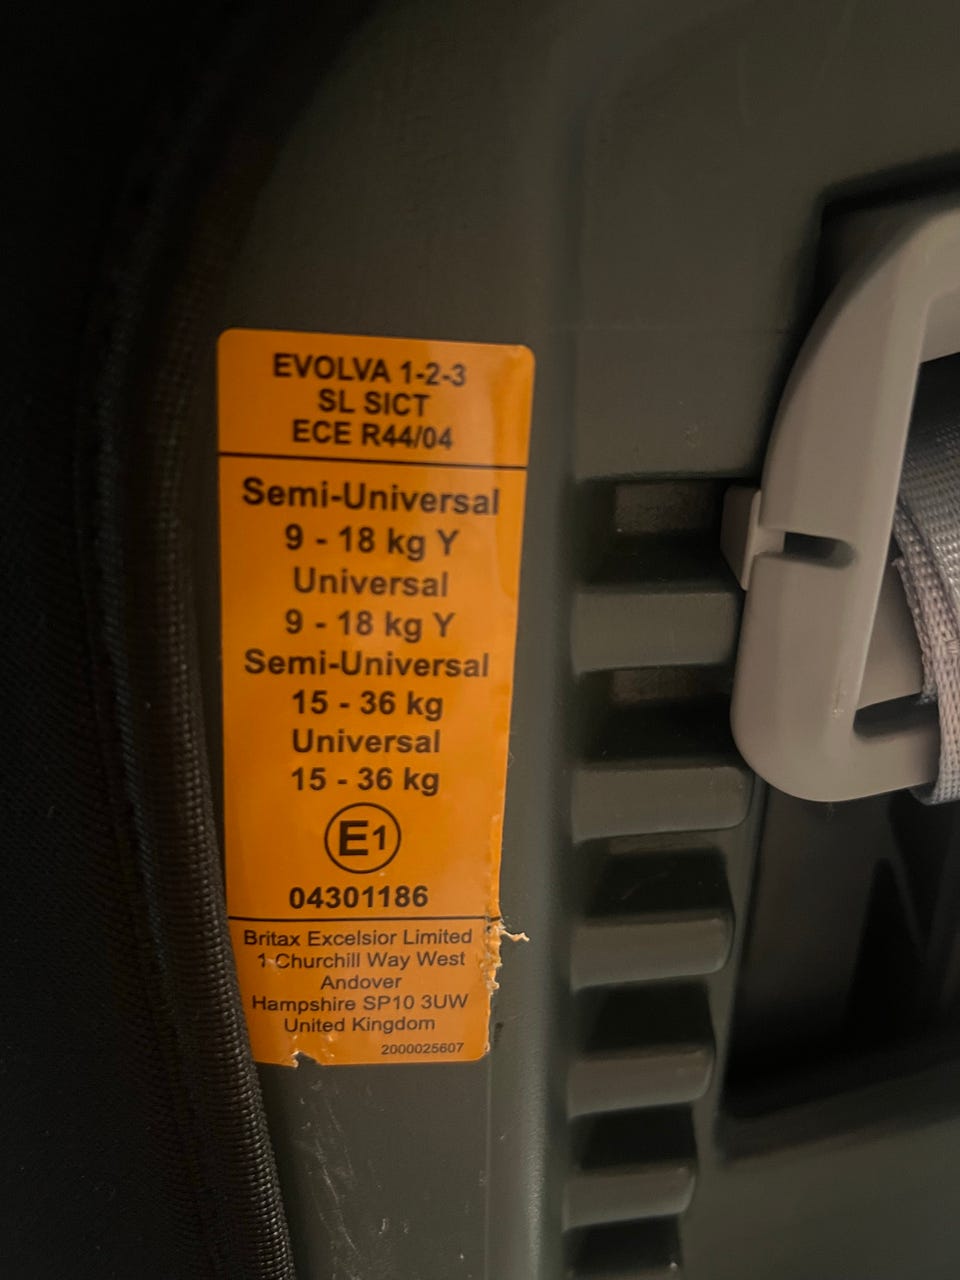 EVOLVA 1-2-3
SL SICT
ECE R44/04
Semi-Universal
9 - 18 kg Y
Universal
9 - 18 kg Y
Semi-Universal
15 - 36 kg
Universal
15 - 36 kg
E1
04301186
Britax Excelsior Limited
1 Churchill Way West
Andover
Hampshire SP10 3UW
United Kingdom
2000025607